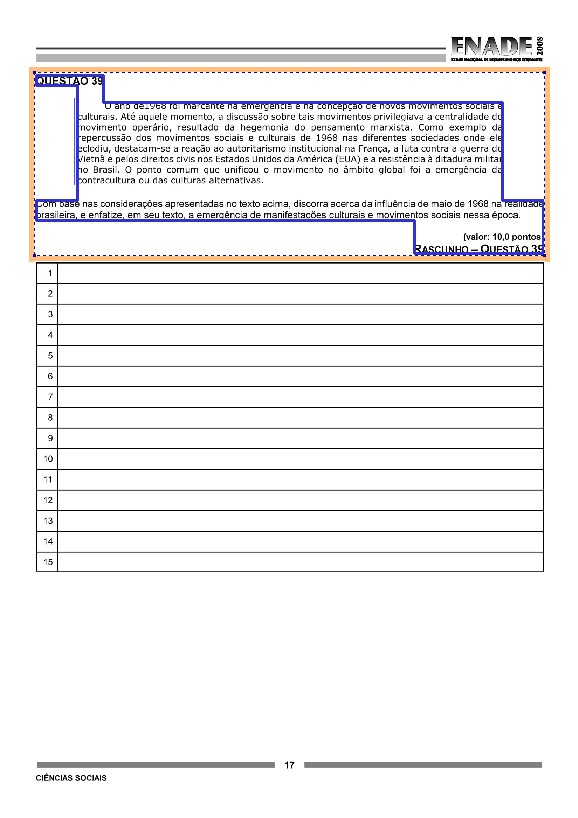 ENADE 2008
EXAME NACIONAL DE DESEMPENHO DOS ESTUDANTES
QUESTÃO 39
O ano de1968 foi marcante na emergência e na concepção de novos movimentos sociais e
culturais. Até aquele momento, a discussão sobre tais movimentos privilegiava a centralidade do
movimento operário, resultado da hegemonia do pensamento marxista. Como exemplo da
repercussão dos movimentos sociais e culturais de 1968 nas diferentes sociedades onde ele
eclodiu, destacam-se a reação ao autoritarismo institucional na França, a luta contra a guerra do
Vietnã e pelos direitos civis nos Estados Unidos da América (EUA) e a resistência à ditadura militar
no Brasil. O ponto comum que unificou o movimento no âmbito global foi a emergência da
contracultura ou das culturas alternativas.
Com base nas considerações apresentadas no texto acima, discorra acerca da influência de maio de 1968 na realidade
brasileira, e enfatize, em seu texto, a emergência de manifestações culturais e movimentos sociais nessa época.
(valor: 10,0 pontos)
RASCUNHO – QUESTÃO 39
1
2
3
4
5
6
7
8
9
10
11
12
13
14
15
17
CIÊNCIAS SOCIAIS